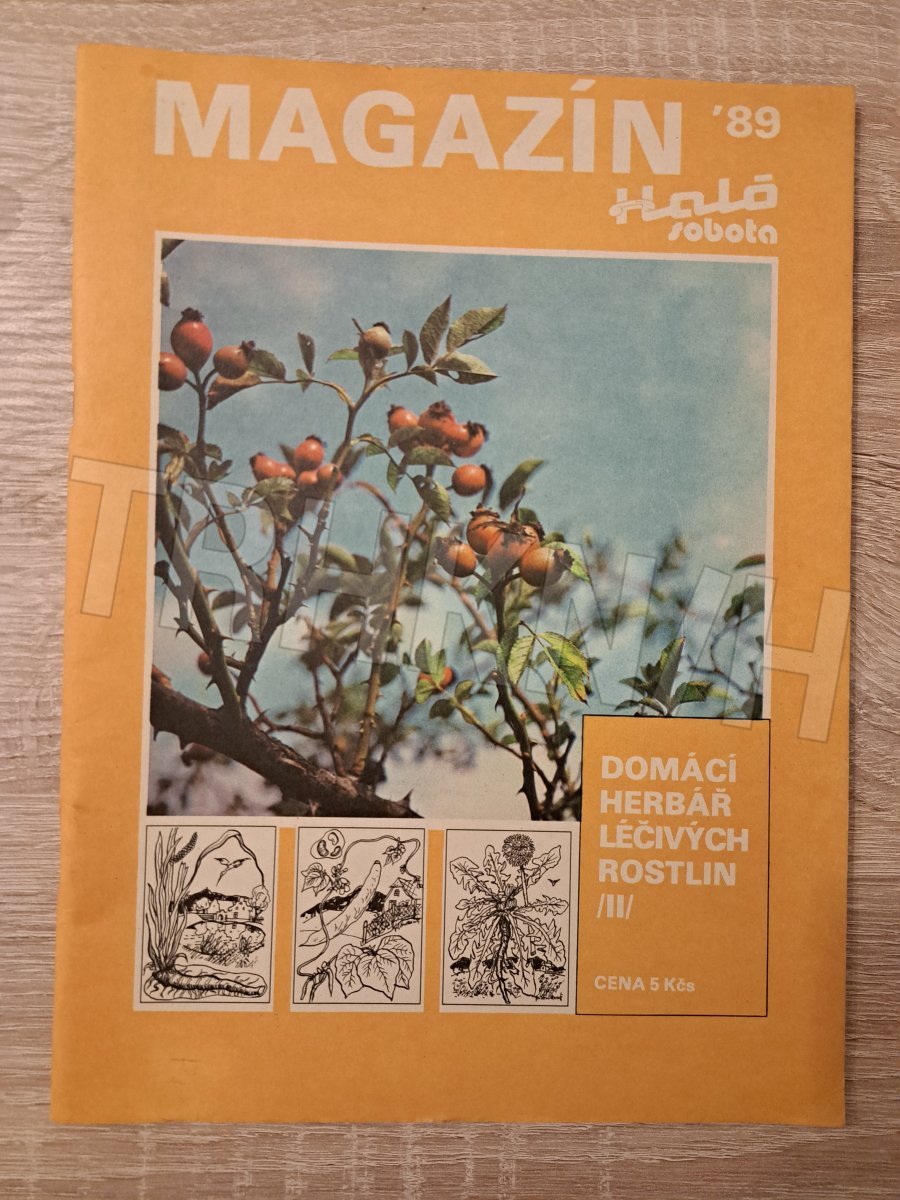 MAGAZÍN '89
Haló
sobota
DOMÁCÍ
HERBÁŘ
LÉČIVÝCH
ROSTLIN
/II/
CENA 5 Kčs